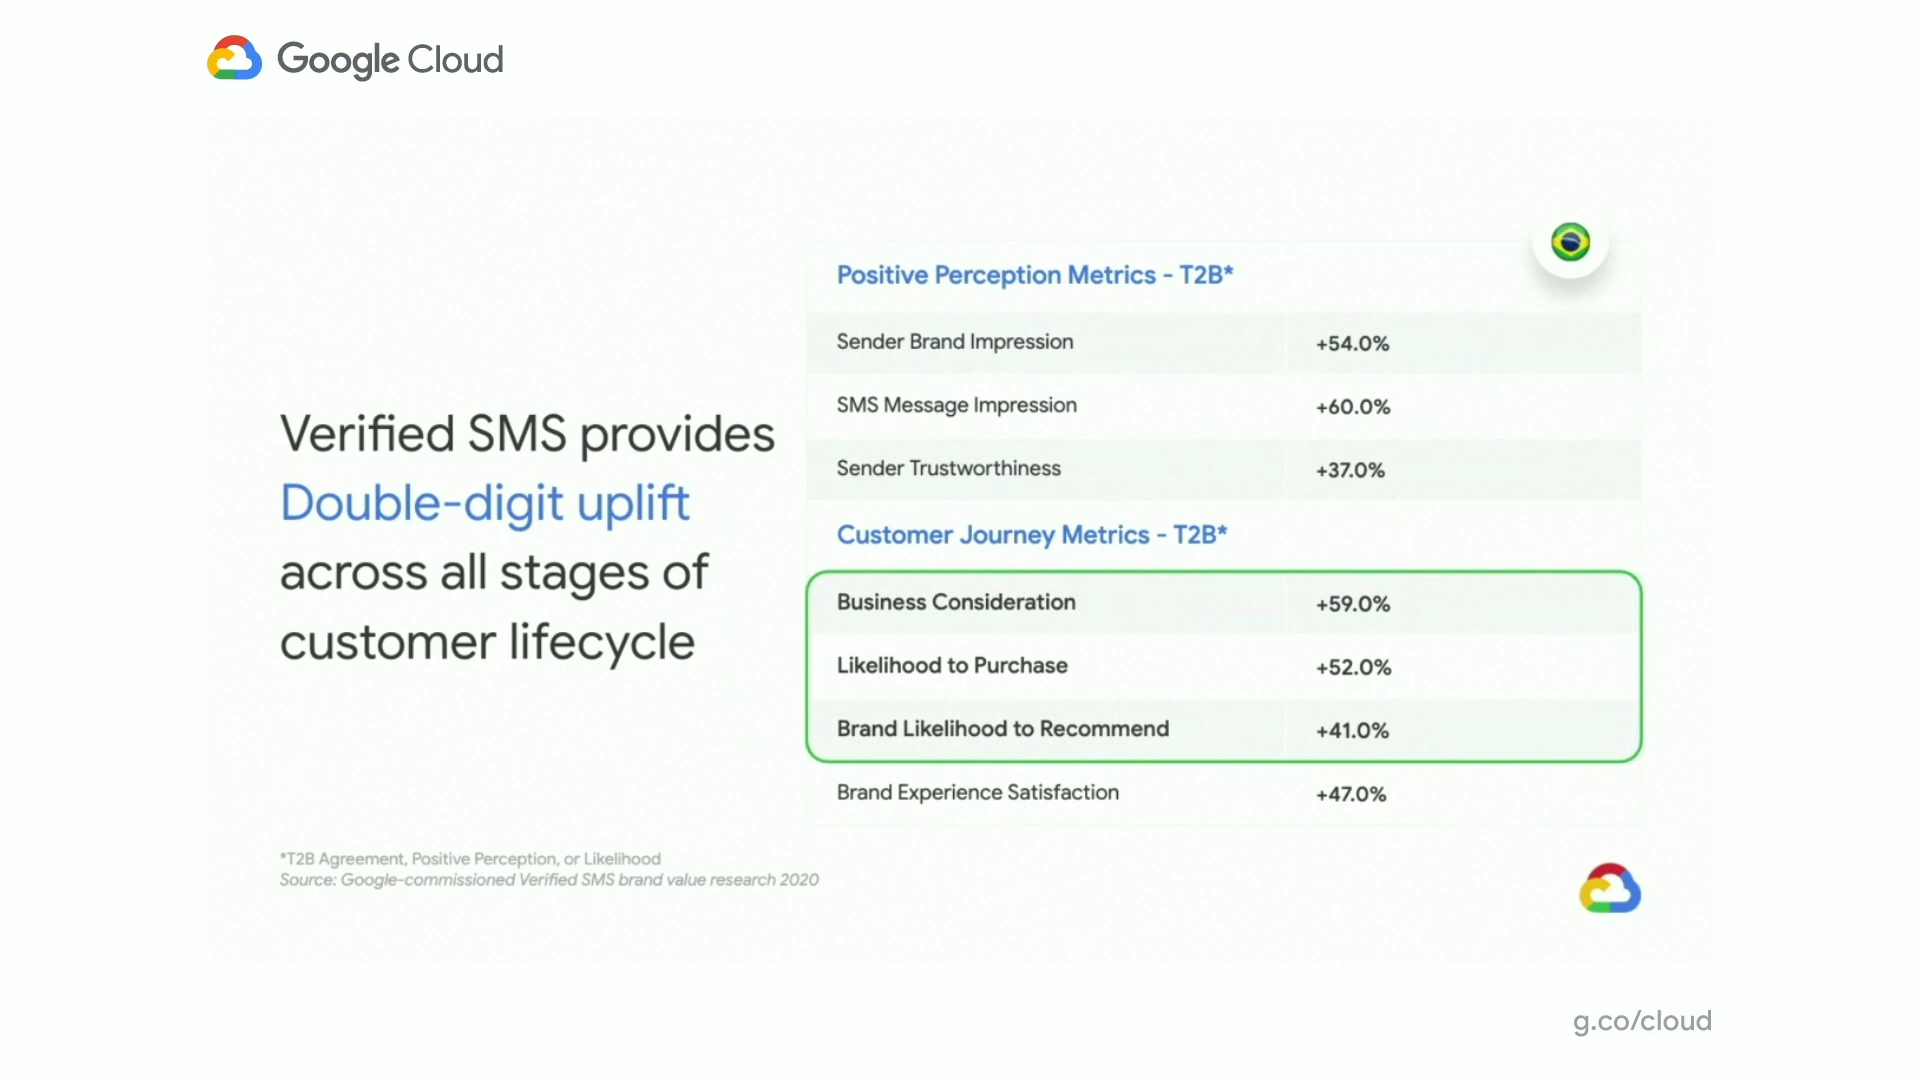 Google Cloud
Verified SMS provides
Double-digit uplift
across all stages of
customer lifecycle
Positive Perception Metrics - T2B*
Sender Brand Impression +54.0%
SMS Message Impression +60.0%
Sender Trustworthiness +37.0%
Customer Journey Metrics - T2B*
Business Consideration +59.0%
Likelihood to Purchase +52.0%
Brand Likelihood to Recommend +41.0%
Brand Experience Satisfaction +47.0%
*T2B Agreement, Positive Perception, or Likelihood
Source: Google-commissioned Verified SMS brand value research 2020
g.co/cloud